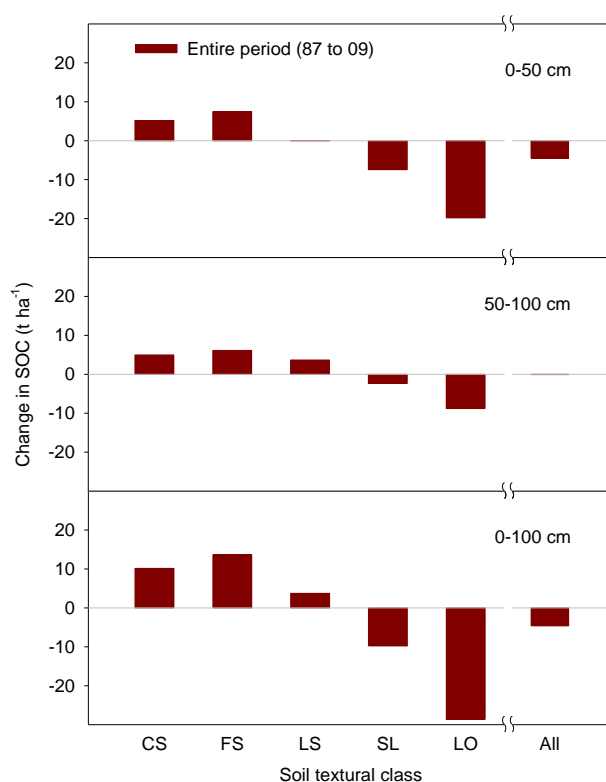 Entire period (87 to 09)
0-50 cm
20
10
0
-10
-20
50-100 cm
20
10
0
-10
-20
Change in SOC (t ha-1)
0-100 cm
20
10
0
-10
-20
CS FS LS SL LO All
Soil textural class